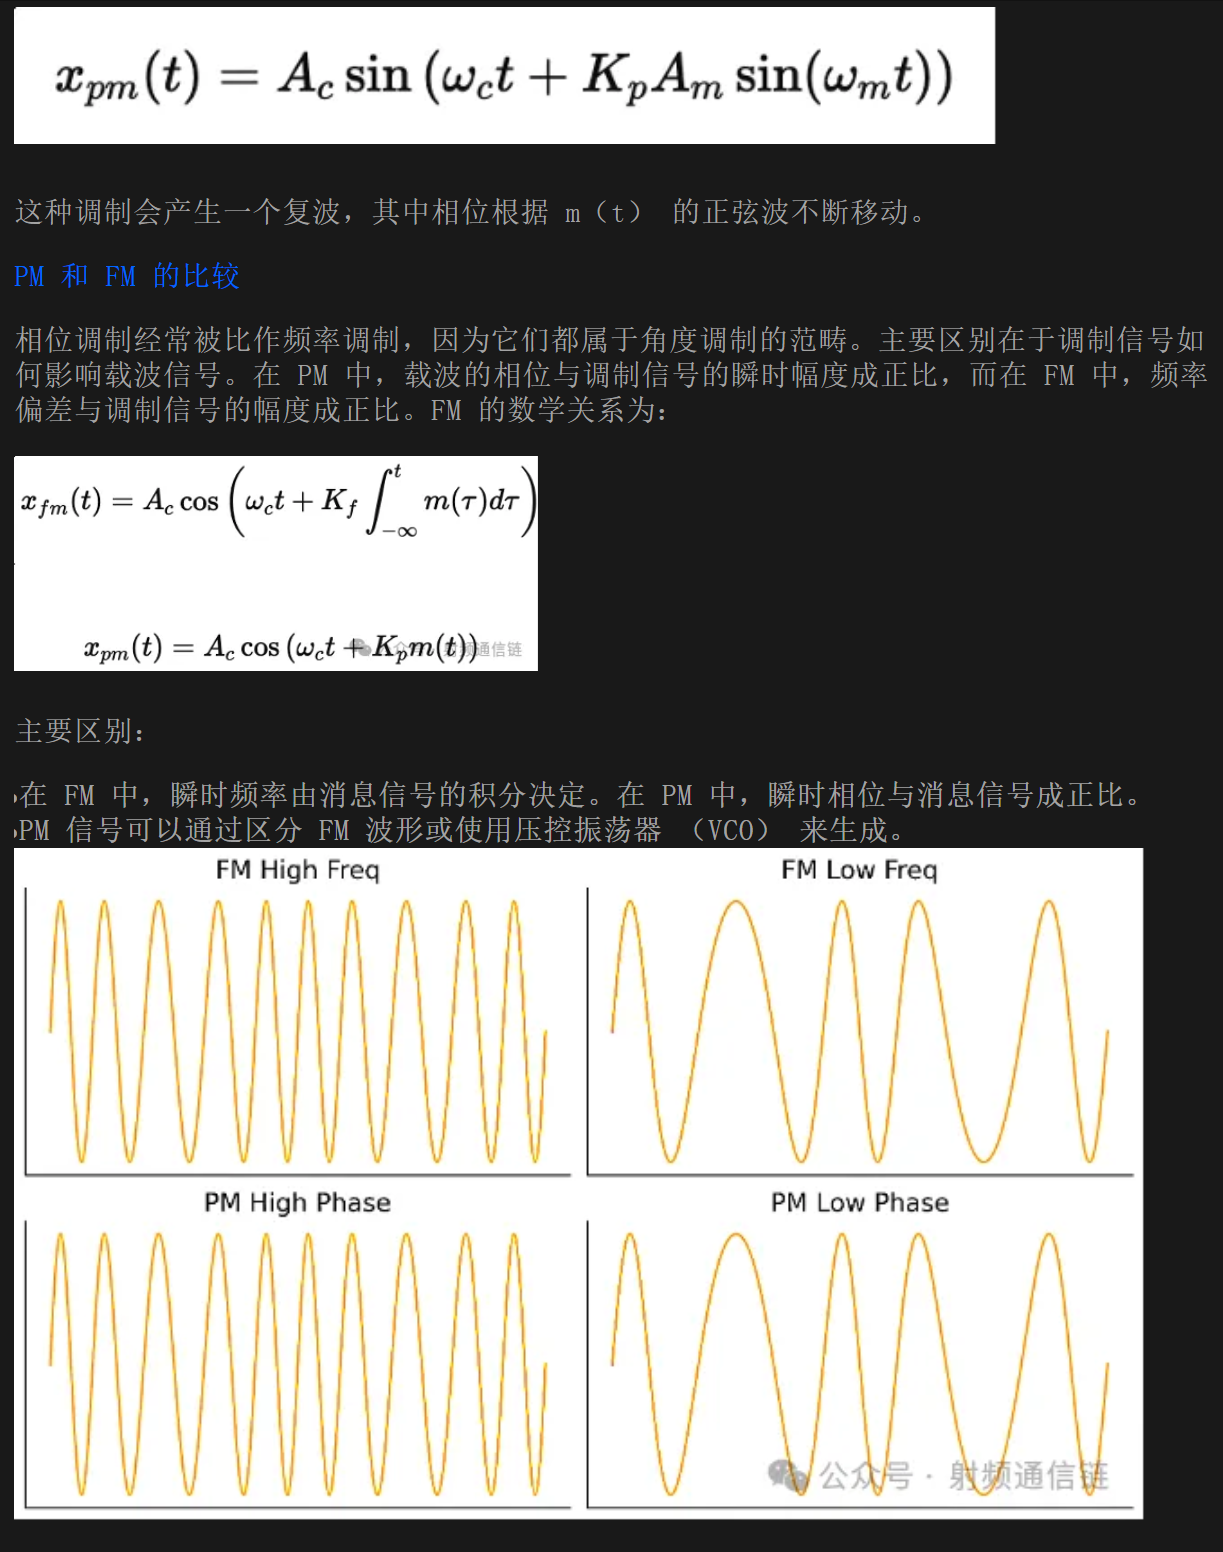 x_{pm}(t) = A_c sin (ω_c t + K_p A_m sin(ω_m t))
这种调制会产生一个复波，其中相位根据 m（t） 的正弦波不断移动。
PM 和 FM 的比较
相位调制经常被比作频率调制，因为它们都属于角度调制的范畴。主要区别在于调制信号如
何影响载波信号。在 PM 中，载波的相位与调制信号的瞬时幅度成正比，而在 FM 中，频率
偏差与调制信号的幅度成正比。FM 的数学关系为：
x_{fm}(t) = A_c cos (ω_c t + K_f ∫_{-∞}^{t} m(τ)dτ)
x_{pm}(t) = A_c cos (ω_c t + K_p m(t))
公众号 · 射频通信链
主要区别：
在 FM 中，瞬时频率由消息信号的积分决定。在 PM 中，瞬时相位与消息信号成正比。
PM 信号可以通过区分 FM 波形或使用压控振荡器 （VCO） 来生成。
FM High Freq
FM Low Freq
PM High Phase
PM Low Phase
公众号 · 射频通信链